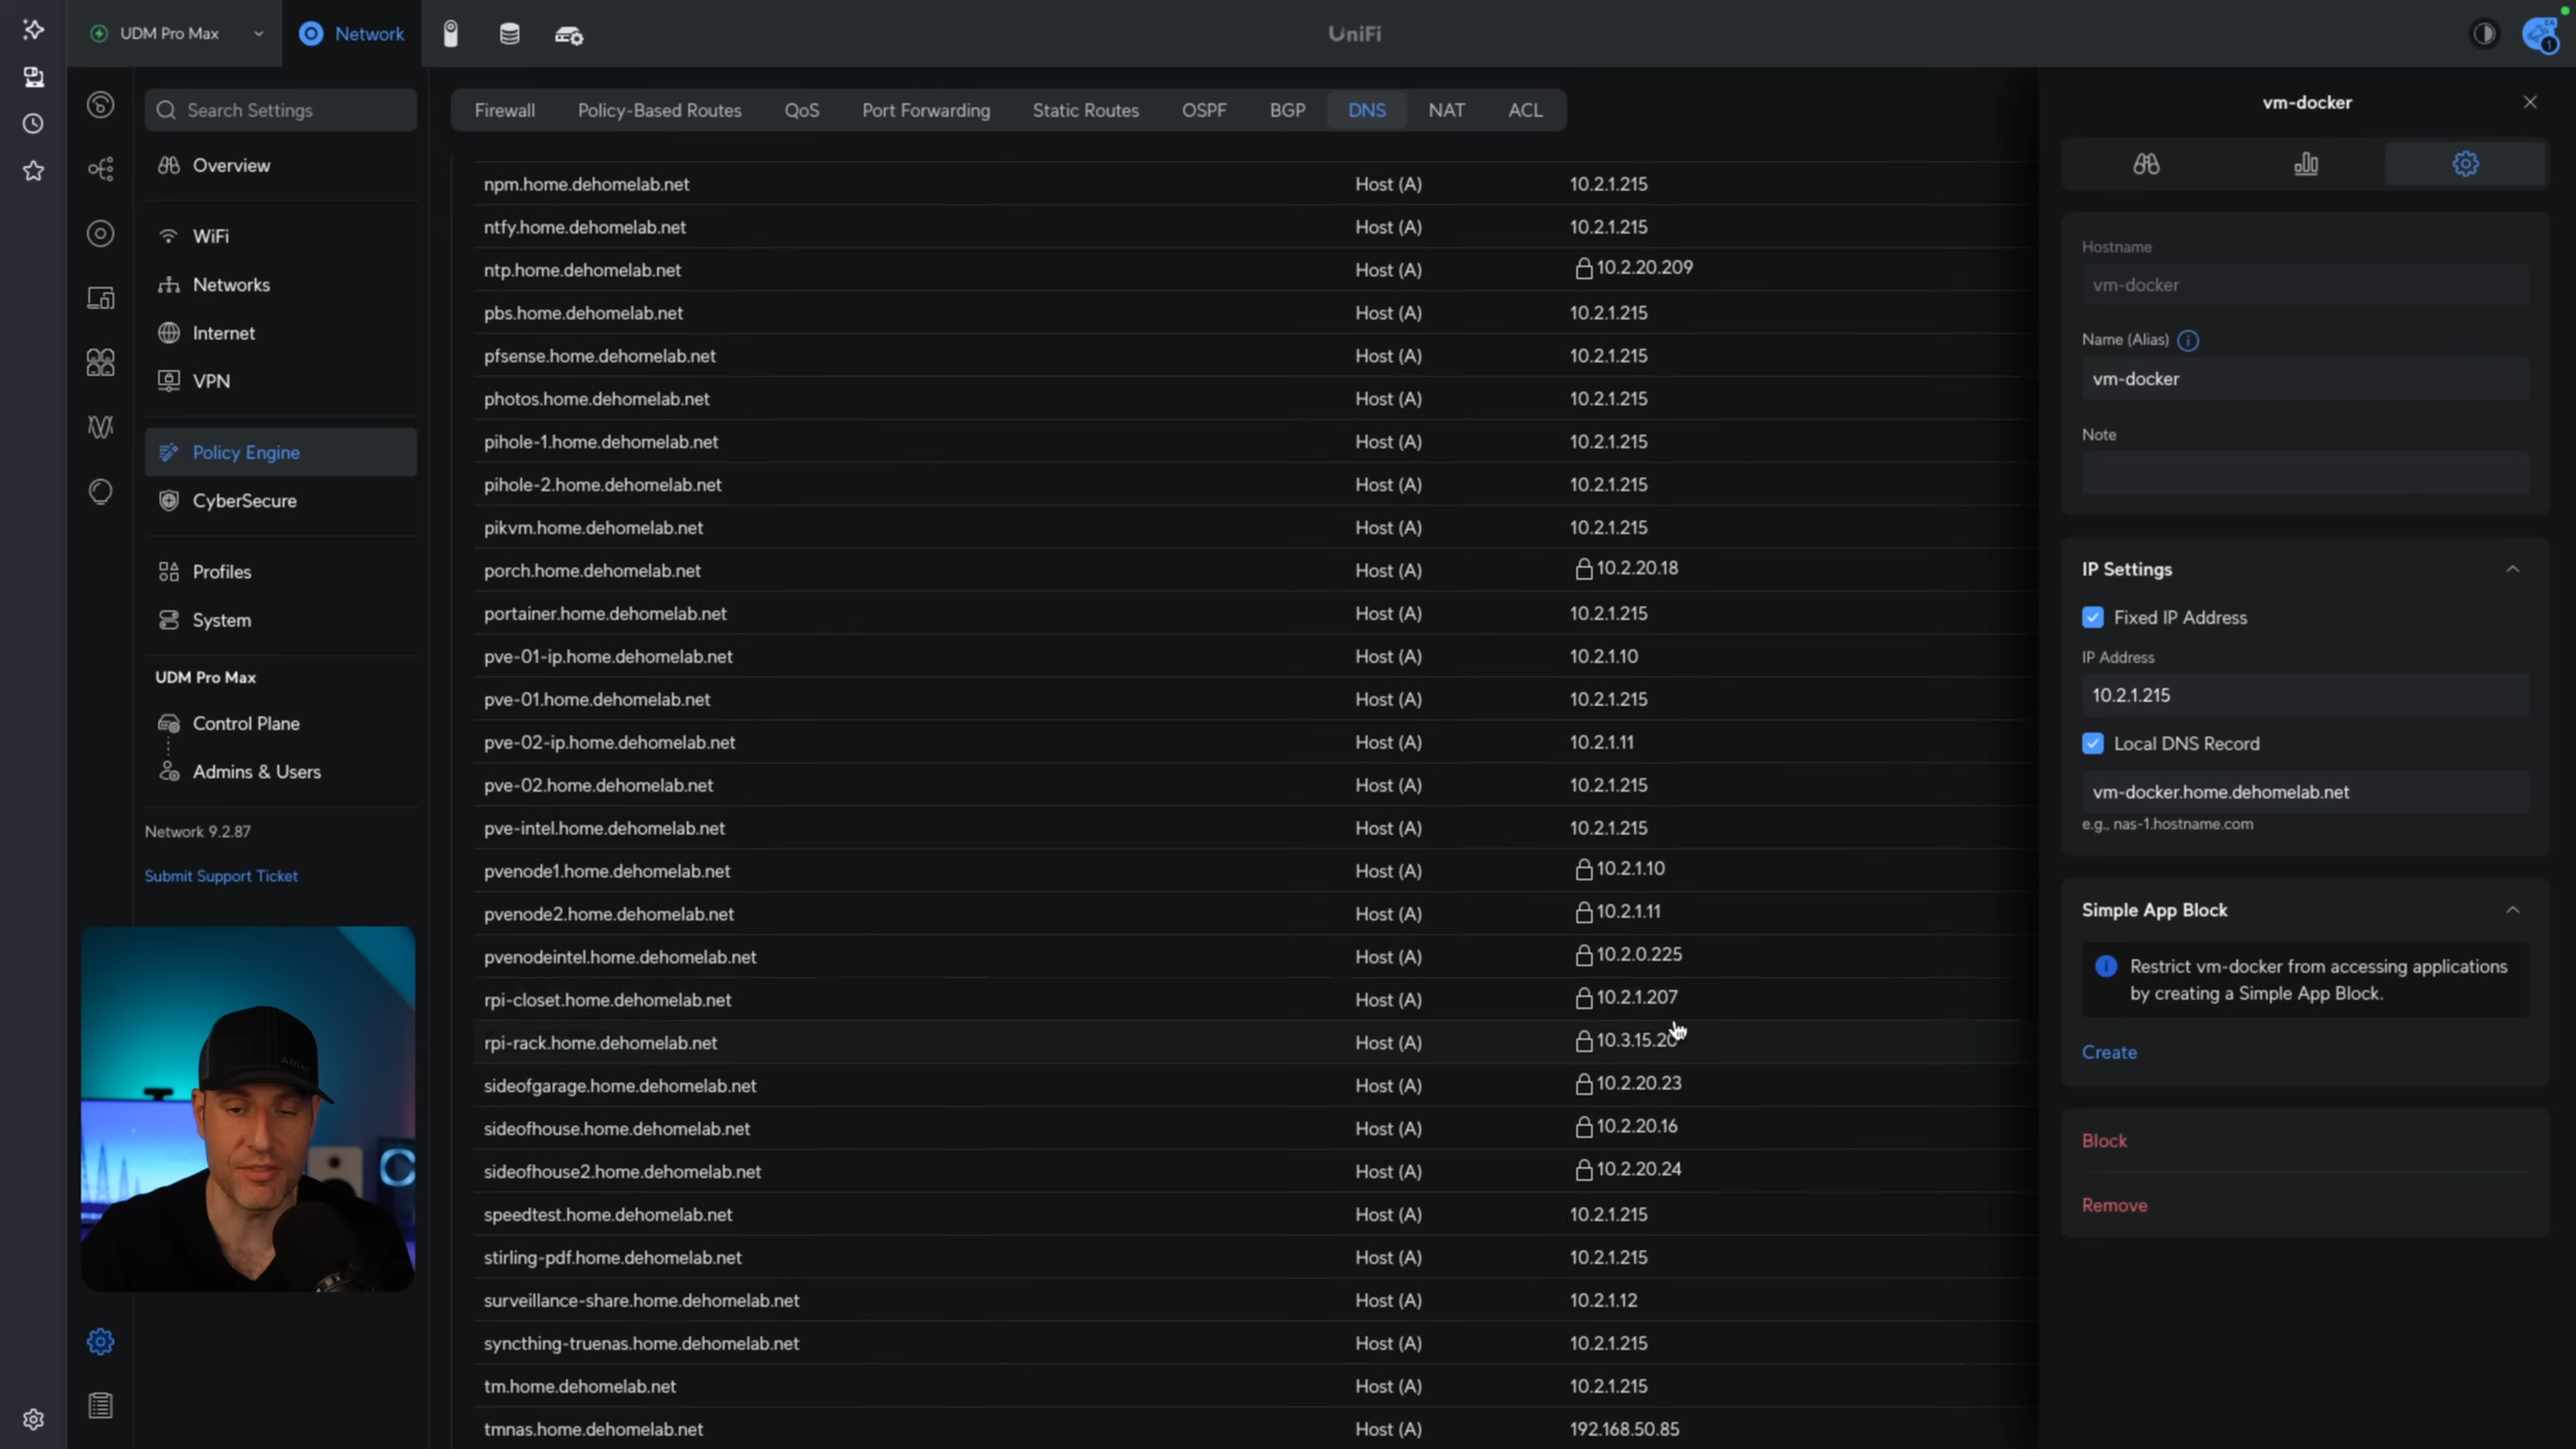 UDM Pro Max
Network
UniFi
EA
1
Search Settings
Overview
WiFi
Networks
Internet
VPN
Policy Engine
CyberSecure
Profiles
System
UDM Pro Max
Control Plane
Admins & Users
Network 9.2.87
Submit Support Ticket
Firewall Policy-Based Routes QoS Port Forwarding Static Routes OSPF BGP DNS NAT ACL
npm.home.dehomelab.net Host (A) 10.2.1.215
ntfy.home.dehomelab.net Host (A) 10.2.1.215
ntp.home.dehomelab.net Host (A) 10.2.20.209
pbs.home.dehomelab.net Host (A) 10.2.1.215
pfsense.home.dehomelab.net Host (A) 10.2.1.215
photos.home.dehomelab.net Host (A) 10.2.1.215
pihole-1.home.dehomelab.net Host (A) 10.2.1.215
pihole-2.home.dehomelab.net Host (A) 10.2.1.215
pikvm.home.dehomelab.net Host (A) 10.2.1.215
porch.home.dehomelab.net Host (A) 10.2.20.18
portainer.home.dehomelab.net Host (A) 10.2.1.215
pve-01-ip.home.dehomelab.net Host (A) 10.2.1.10
pve-01.home.dehomelab.net Host (A) 10.2.1.215
pve-02-ip.home.dehomelab.net Host (A) 10.2.1.11
pve-02.home.dehomelab.net Host (A) 10.2.1.215
pve-intel.home.dehomelab.net Host (A) 10.2.1.215
pvenode1.home.dehomelab.net Host (A) 10.2.1.10
pvenode2.home.dehomelab.net Host (A) 10.2.1.11
pvenodeintel.home.dehomelab.net Host (A) 10.2.0.225
rpi-closet.home.dehomelab.net Host (A) 10.2.1.207
rpi-rack.home.dehomelab.net Host (A)
sideofgarage.home.dehomelab.net Host (A) 10.2.20.23
sideofhouse.home.dehomelab.net Host (A) 10.2.20.16
sideofhouse2.home.dehomelab.net Host (A) 10.2.20.24
speedtest.home.dehomelab.net Host (A) 10.2.1.215
stirling-pdf.home.dehomelab.net Host (A) 10.2.1.215
surveillance-share.home.dehomelab.net Host (A) 10.2.1.12
syncthing-truenas.home.dehomelab.net Host (A) 10.2.1.215
tm.home.dehomelab.net Host (A) 10.2.1.215
tmnas.home.dehomelab.net Host (A) 192.168.50.85
vm-docker
Hostname
vm-docker
Name (Alias)
vm-docker
Note
IP Settings
Fixed IP Address
IP Address
10.2.1.215
Local DNS Record
vm-docker.home.dehomelab.net
e.g., nas-1.hostname.com
Simple App Block
Restrict vm-docker from accessing applications
by creating a Simple App Block.
Create
Block
Remove